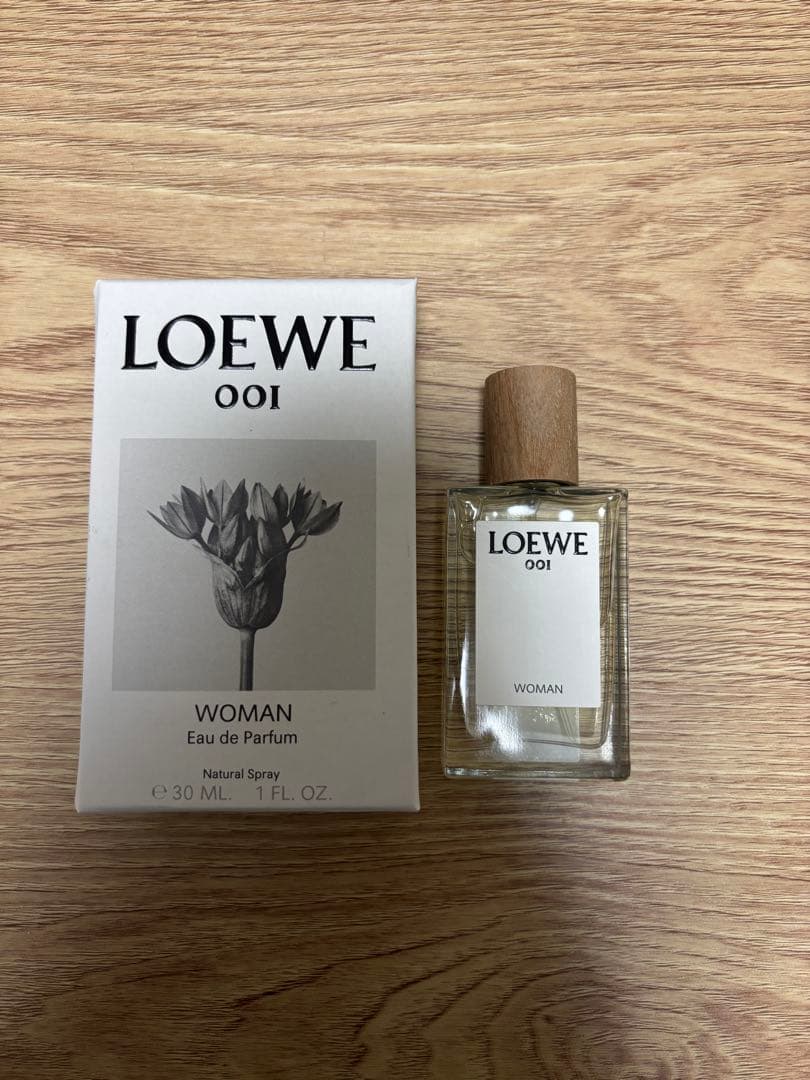 LOEWE
001
WOMAN
Eau de Parfum
Natural Spray
℮ 30 ML. 1 FL. OZ.
LOEWE
001
WOMAN